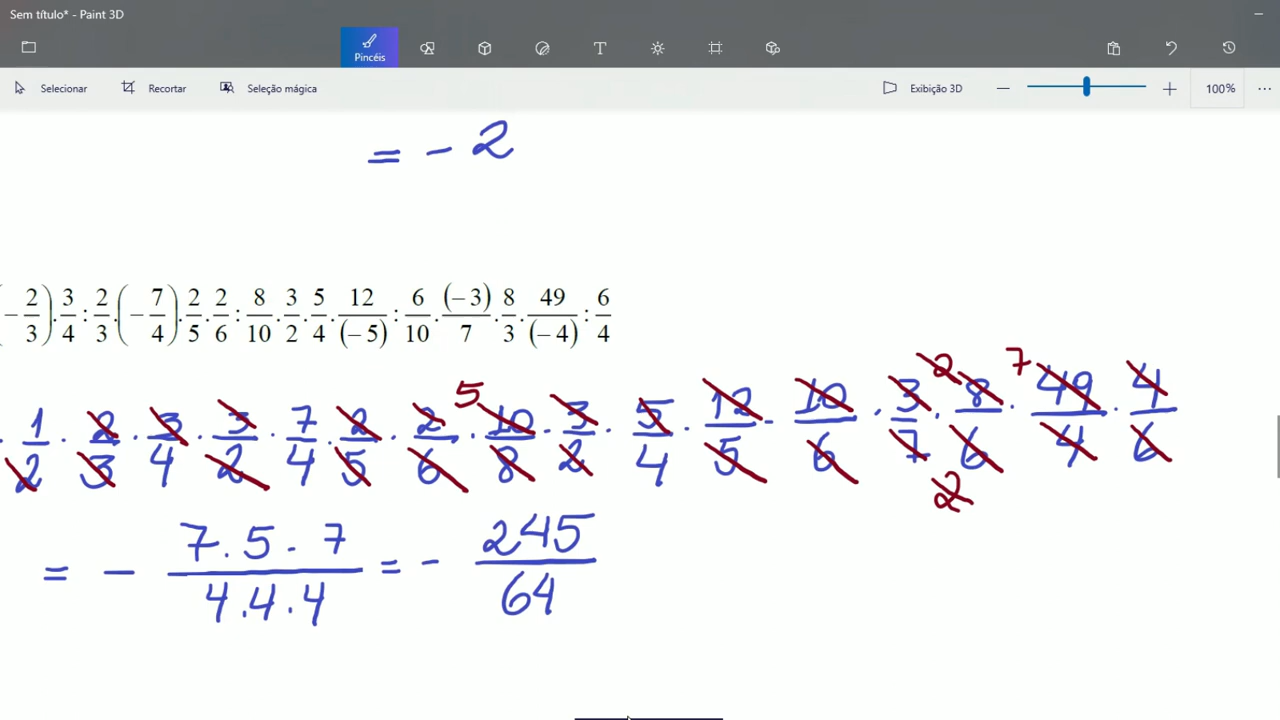 Sem título* - Paint 3D
Pincéis
Selecionar Recortar Seleção mágica Exibição 3D 100%
= - 2
(- 2/3) . 3/4 : 2/3 . (- 7/4) . 2/5 . 2/6 : 8/10 . 3/2 . 5/4 . 12/(-5) : 6/10 . (-3)/7 . 8/3 . 49/(-4) : 6/4
2 7
5
. 1/2 . 2/3 . 3/4 . 3/2 . 7/4 . 2/5 . 2/6 . 10/8 . 3/2 . 5/4 . 12/5 . 10/6 . 3/7 . 8/6 . 49/4 . 4/6
2
= - 7.5.7/4.4.4 = - 245/64